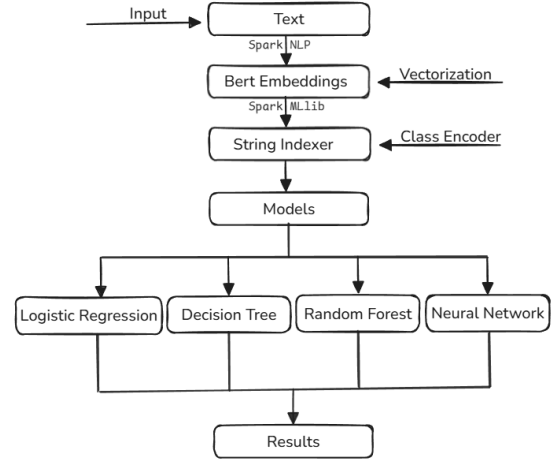 Input
Text
Spark NLP
Bert Embeddings
Vectorization
Spark MLlib
String Indexer
Class Encoder
Models
Logistic Regression
Decision Tree
Random Forest
Neural Network
Results